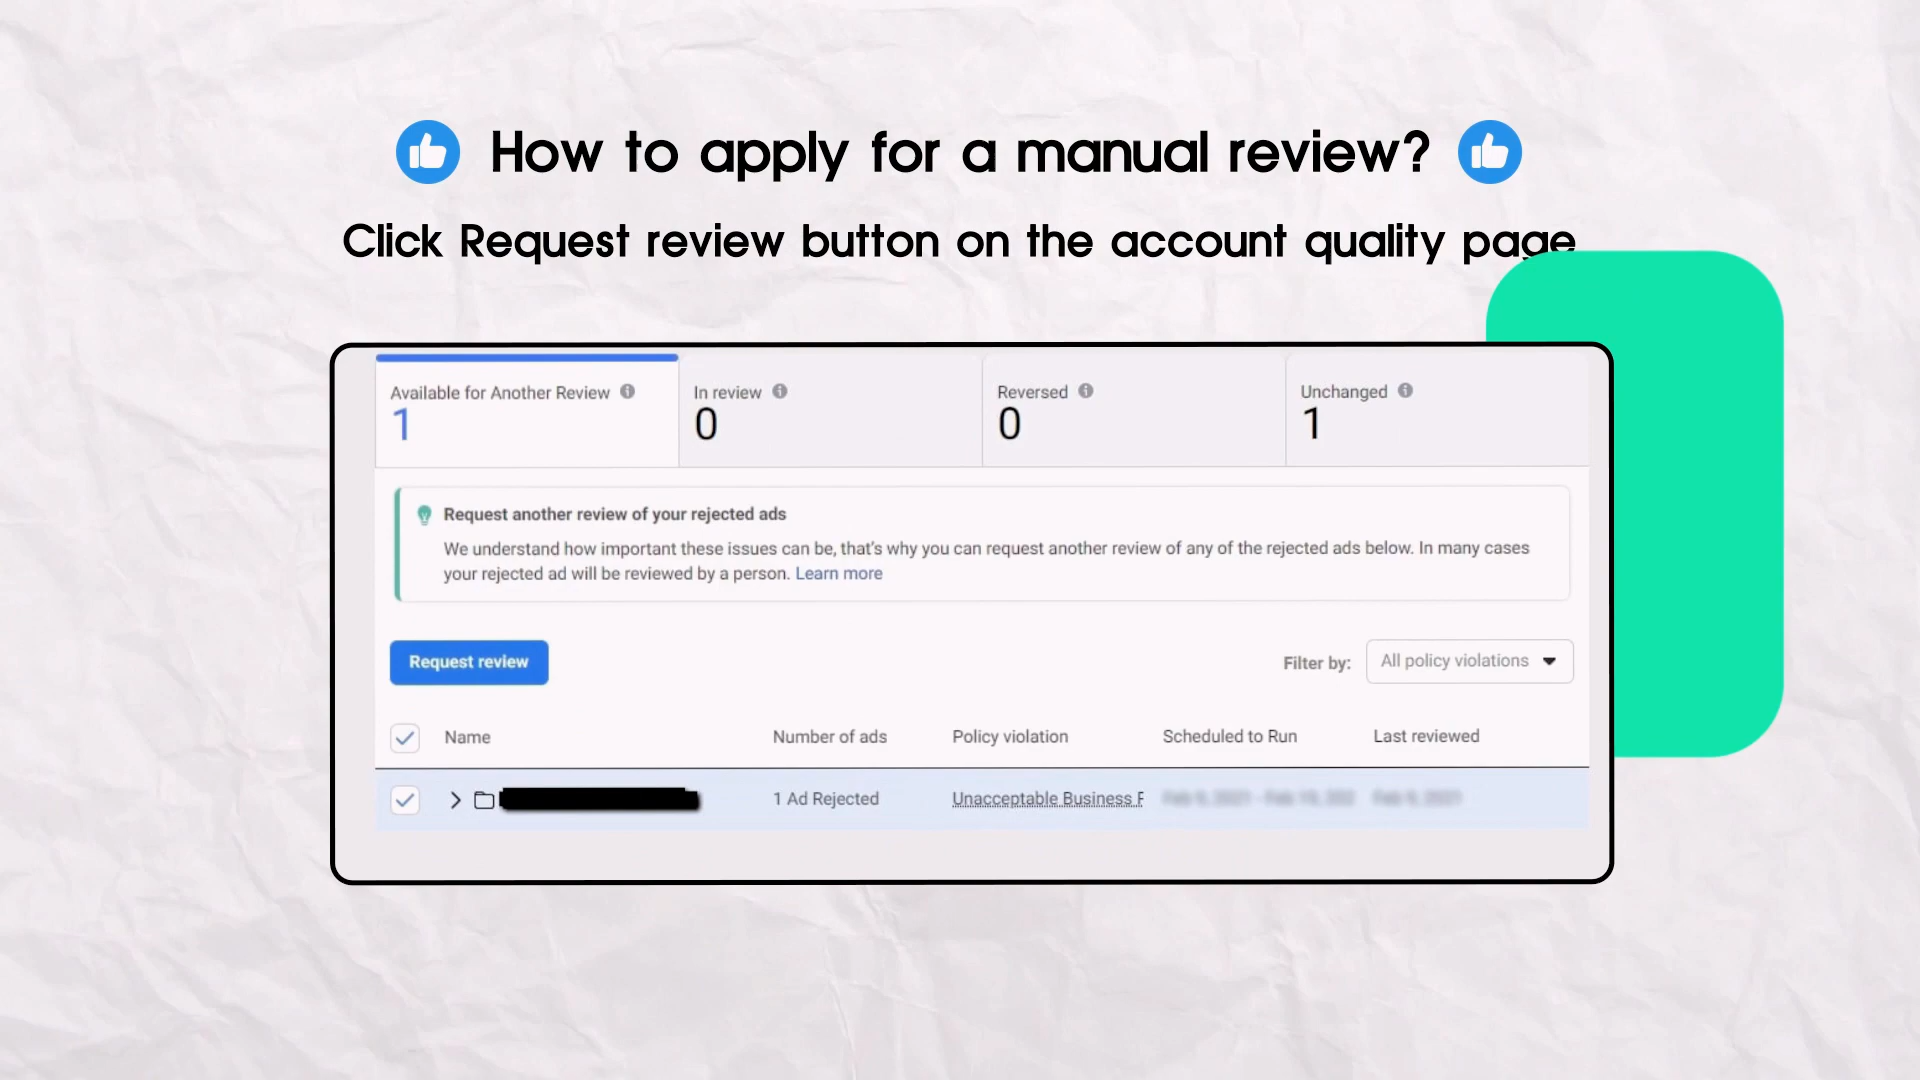 How to apply for a manual review?
Click Request review button on the account quality page
Available for Another Review
1
In review
0
Reversed
0
Unchanged
1
Request another review of your rejected ads
We understand how important these issues can be, that's why you can request another review of any of the rejected ads below. In many cases
your rejected ad will be reviewed by a person. Learn more
Request review
Filter by:
All policy violations
Name
Number of ads
Policy violation
Scheduled to Run
Last reviewed
1 Ad Rejected
Unacceptable Business